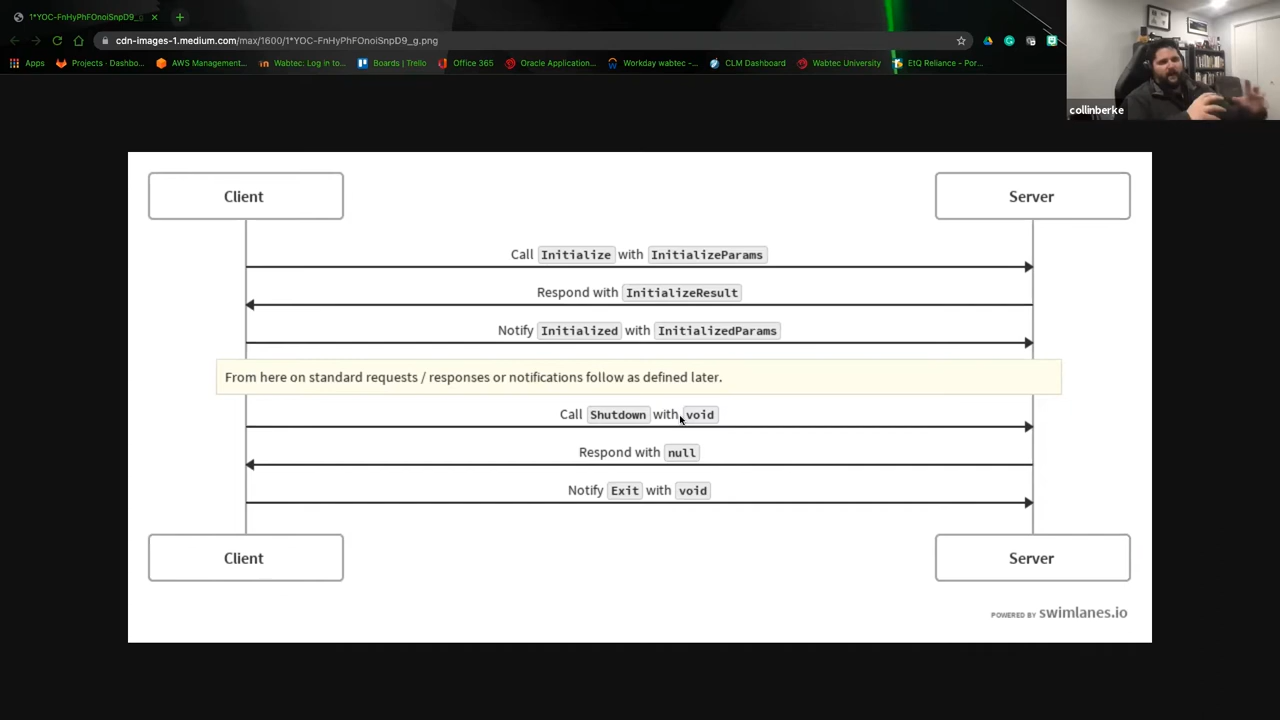 1*YOC-FnHyPhFOnoiSnpD9_g
cdn-images-1.medium.com/max/1600/1*YOC-FnHyPhFOnoiSnpD9_g.png
Apps Projects · Dashbo... AWS Management... Wabtec: Log in to... Boards | Trello Office 365 Oracle Application... Workday wabtec -... CLM Dashboard Wabtec University EtQ Reliance - Por...
collinberke
Client Server
Call Initialize with InitializeParams
Respond with InitializeResult
Notify Initialized with InitializedParams
From here on standard requests / responses or notifications follow as defined later.
Call Shutdown with void
Respond with null
Notify Exit with void
Client Server
POWERED BY swimlanes.io